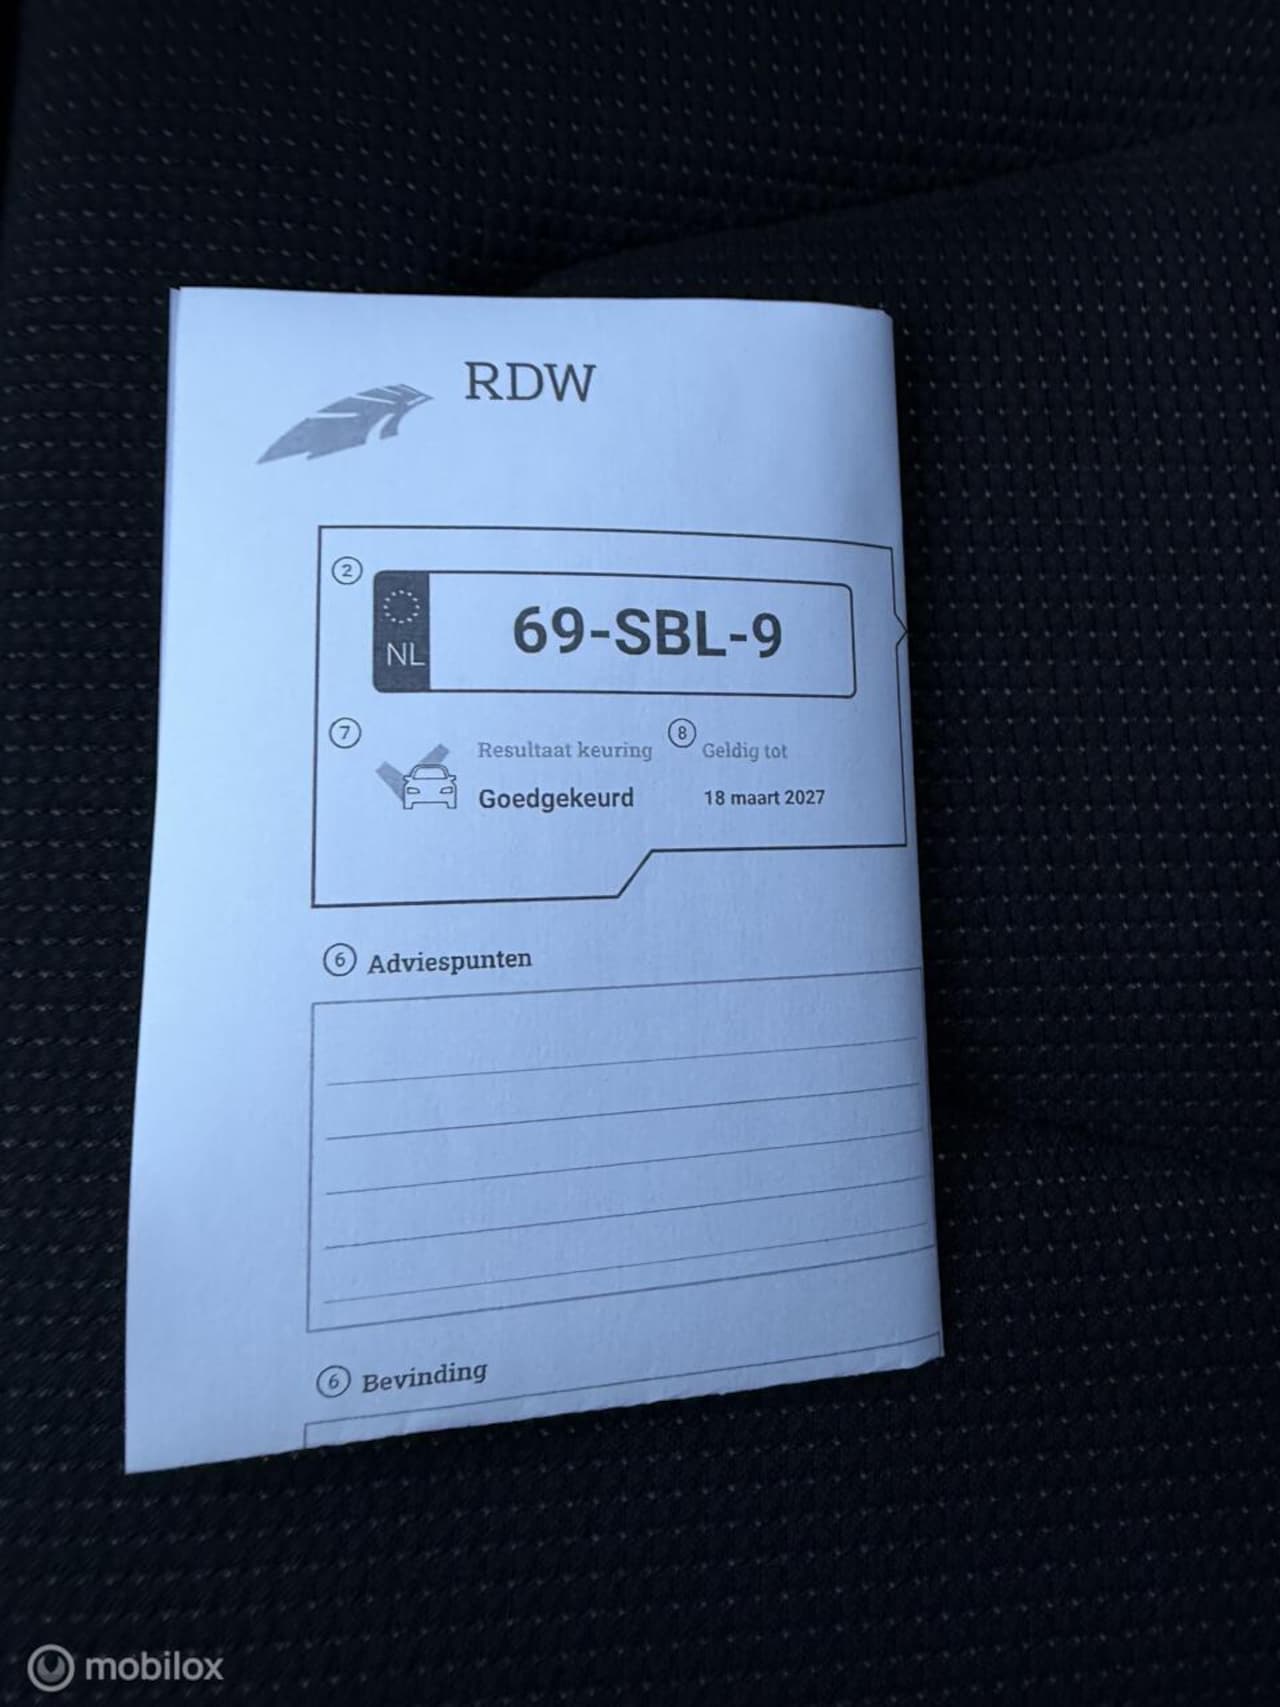 RDW
2
NL
69-SBL-9
7
Resultaat keuring
8
Geldig tot
Goedgekeurd
18 maart 2027
6 Adviespunten
6 Bevinding
mobilox